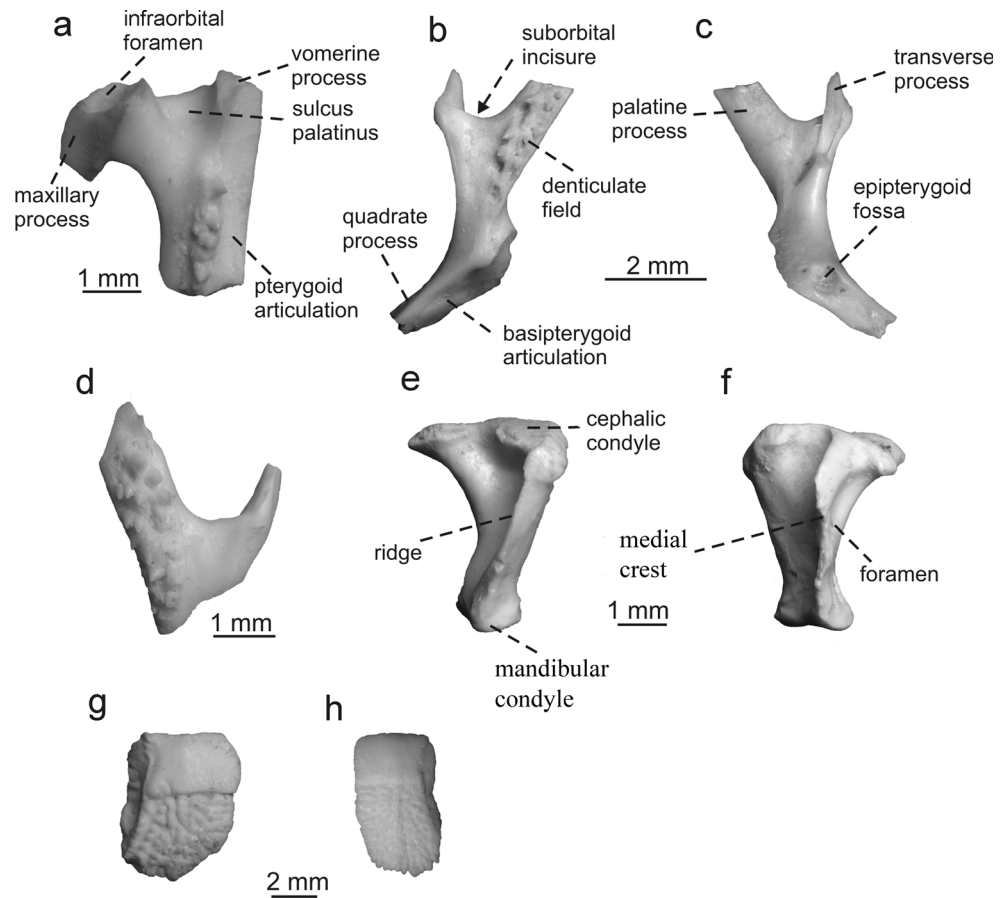 a
infraorbital
foramen
vomerine
process
sulcus
palatinus
maxillary
process
1 mm
pterygoid
articulation
b
suborbital
incisure
denticulate
field
quadrate
process
basipterygoid
articulation
2 mm
c
transverse
process
palatine
process
epipterygoid
fossa
d
1 mm
e
cephalic
condyle
ridge
mandibular
condyle
1 mm
f
medial
crest
foramen
g
h
2 mm